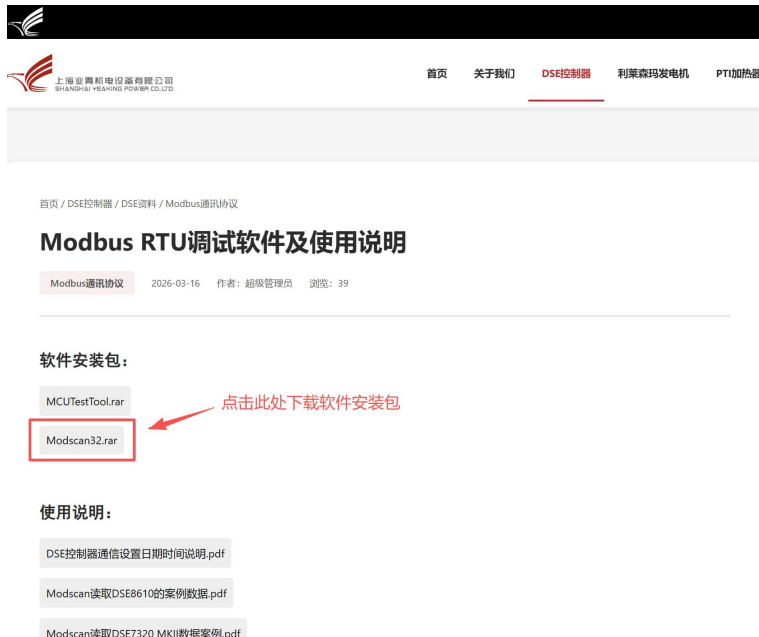 上海业青机电设备有限公司
SHANGHAI YEAKING POWER CO.,LTD.
首页 关于我们 DSE控制器 利莱森玛发电机 PTI加热器
首页 / DSE控制器 / DSE资料 / Modbus通讯协议
Modbus RTU调试软件及使用说明
Modbus通讯协议 2026-03-16 作者：超级管理员 浏览：39
软件安装包：
MCUTestTool.rar
点击此处下载软件安装包
Modscan32.rar
使用说明：
DSE控制器通信设置日期时间说明.pdf
Modscan读取DSE8610的案例数据.pdf
Modscan读取DSE7320 MKII数据案例.pdf